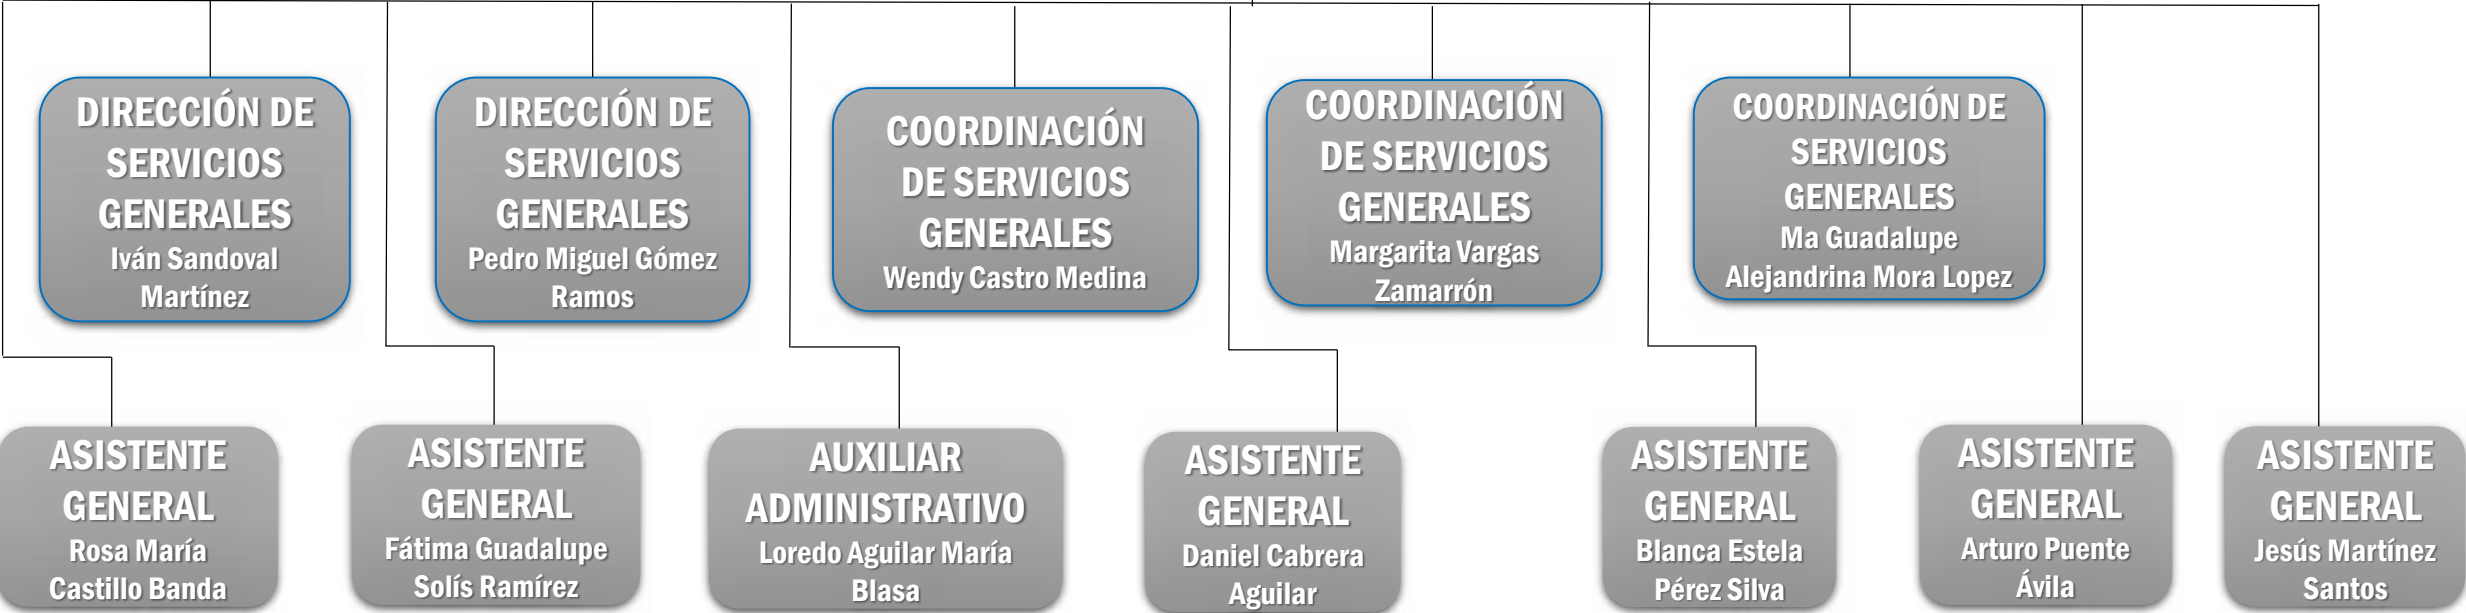 DIRECCIÓN DE
SERVICIOS
GENERALES
Iván Sandoval
Martínez
DIRECCIÓN DE
SERVICIOS
GENERALES
Pedro Miguel Gómez
Ramos
COORDINACIÓN
DE SERVICIOS
GENERALES
Wendy Castro Medina
COORDINACIÓN
DE SERVICIOS
GENERALES
Margarita Vargas
Zamarrón
COORDINACIÓN DE
SERVICIOS
GENERALES
Ma Guadalupe
Alejandrina Mora Lopez
ASISTENTE
GENERAL
Rosa María
Castillo Banda
ASISTENTE
GENERAL
Fátima Guadalupe
Solís Ramírez
AUXILIAR
ADMINISTRATIVO
Loredo Aguilar María
Blasa
ASISTENTE
GENERAL
Daniel Cabrera
Aguilar
ASISTENTE
GENERAL
Blanca Estela
Pérez Silva
ASISTENTE
GENERAL
Arturo Puente
Ávila
ASISTENTE
GENERAL
Jesús Martínez
Santos